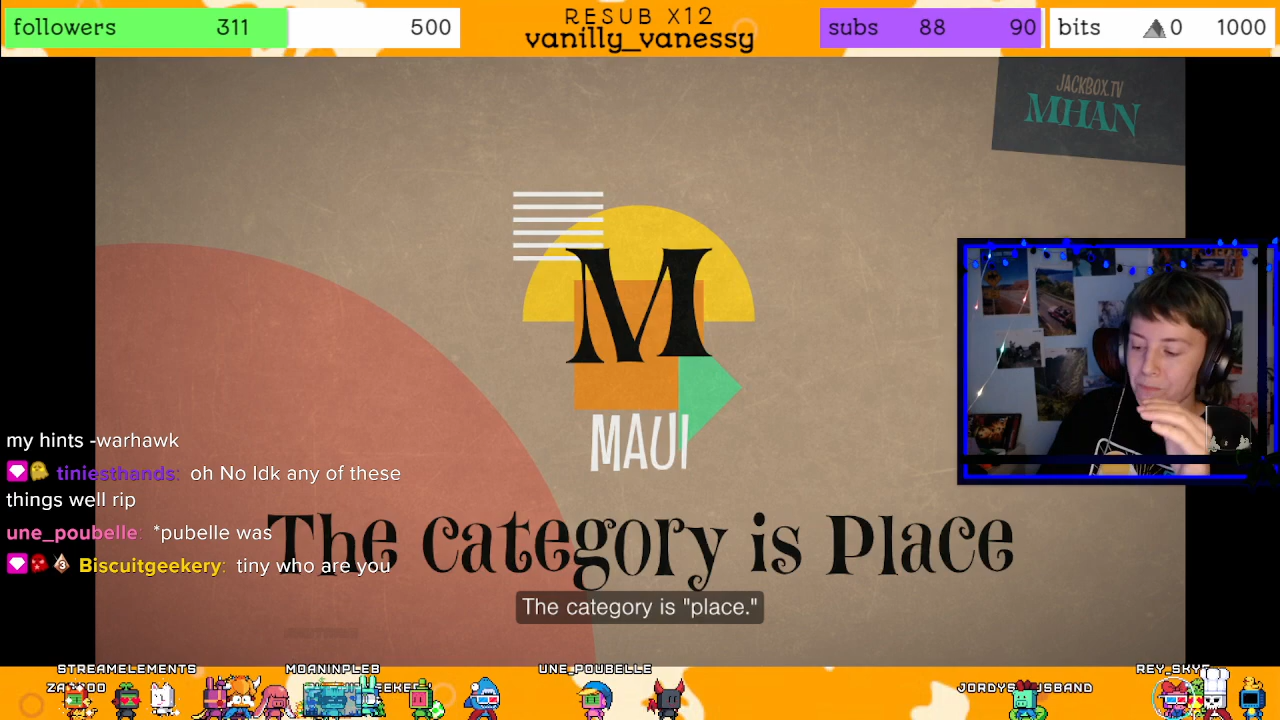 followers 311 500
RESUB X12
vanilly_vanessy
subs 88 90
bits 0 1000
JACKBOX.TV
MHAN
M
MAUI
my hints -warhawk
tiniesthands: oh No Idk any of these
things well rip
une_poubelle: *pubelle was
Biscuitgeekery: tiny who are you
The category is Place
The category is "place."
STREAMELEMENTS
MOANINPLEB
UNE_POUBELLE
REY_SKYE